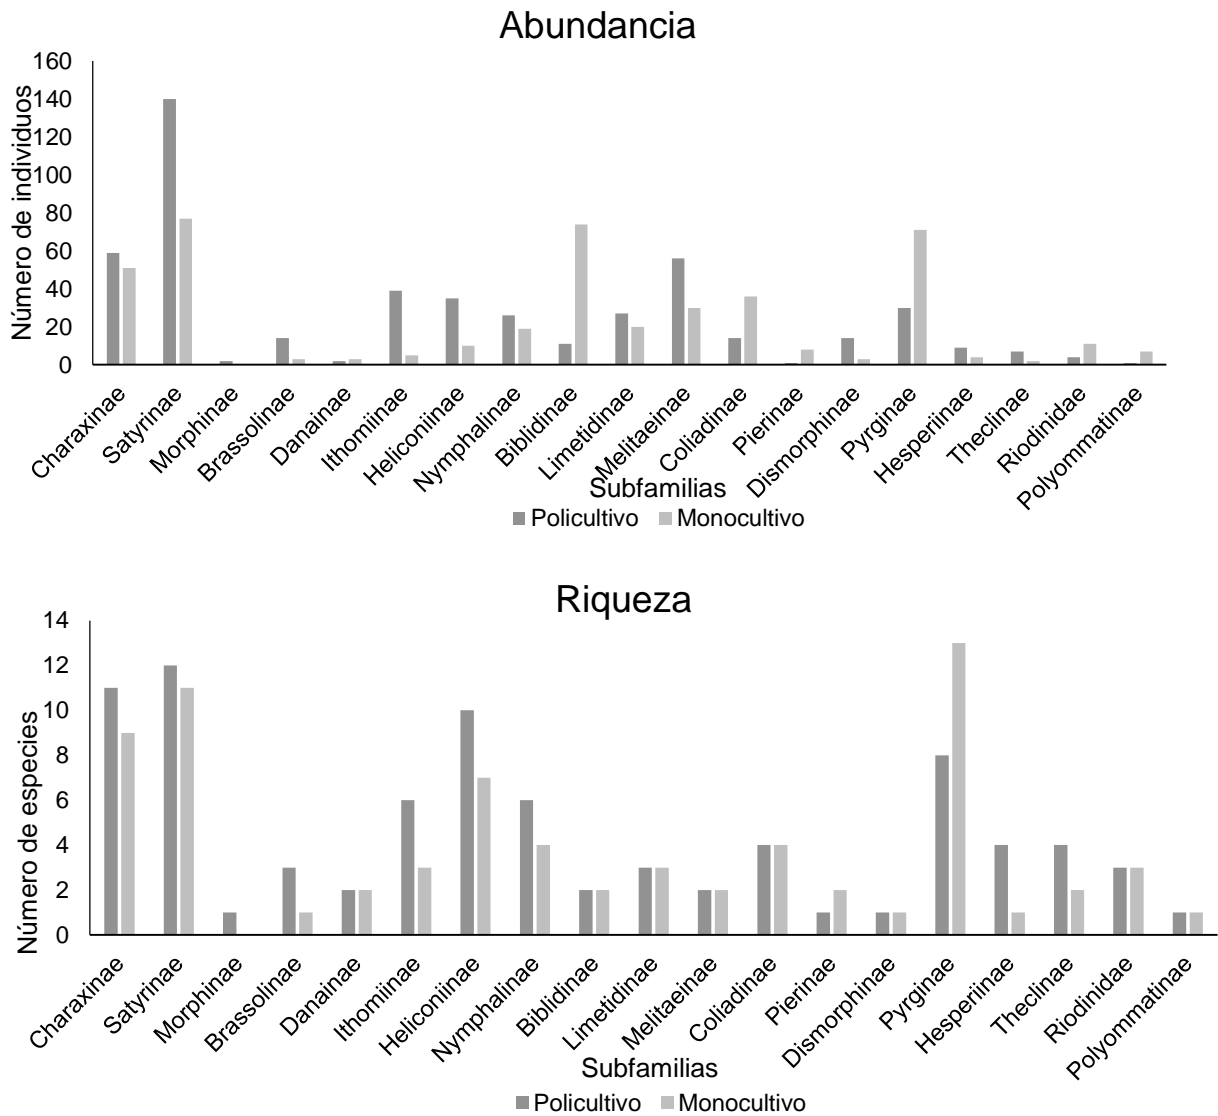 Abundancia
Número de individuos
160
140
120
100
80
60
40
20
0
Charaxinae
Satyrinae
Morphinae
Brassolinae
Danainae
Ithomiinae
Heliconiinae
Nymphalinae
Biblidinae
Limetidinae
Melitaeinae
Coliadinae
Pierinae
Dismorphinae
Pyrginae
Hesperiinae
Theclinae
Riodinidae
Polyommatinae
Subfamilias
Policultivo Monocultivo
Riqueza
Número de especies
14
12
10
8
6
4
2
0
Charaxinae
Satyrinae
Morphinae
Brassolinae
Danainae
Ithomiinae
Heliconiinae
Nymphalinae
Biblidinae
Limetidinae
Melitaeinae
Coliadinae
Pierinae
Dismorphinae
Pyrginae
Hesperiinae
Theclinae
Riodinidae
Polyommatinae
Subfamilias
Policultivo Monocultivo